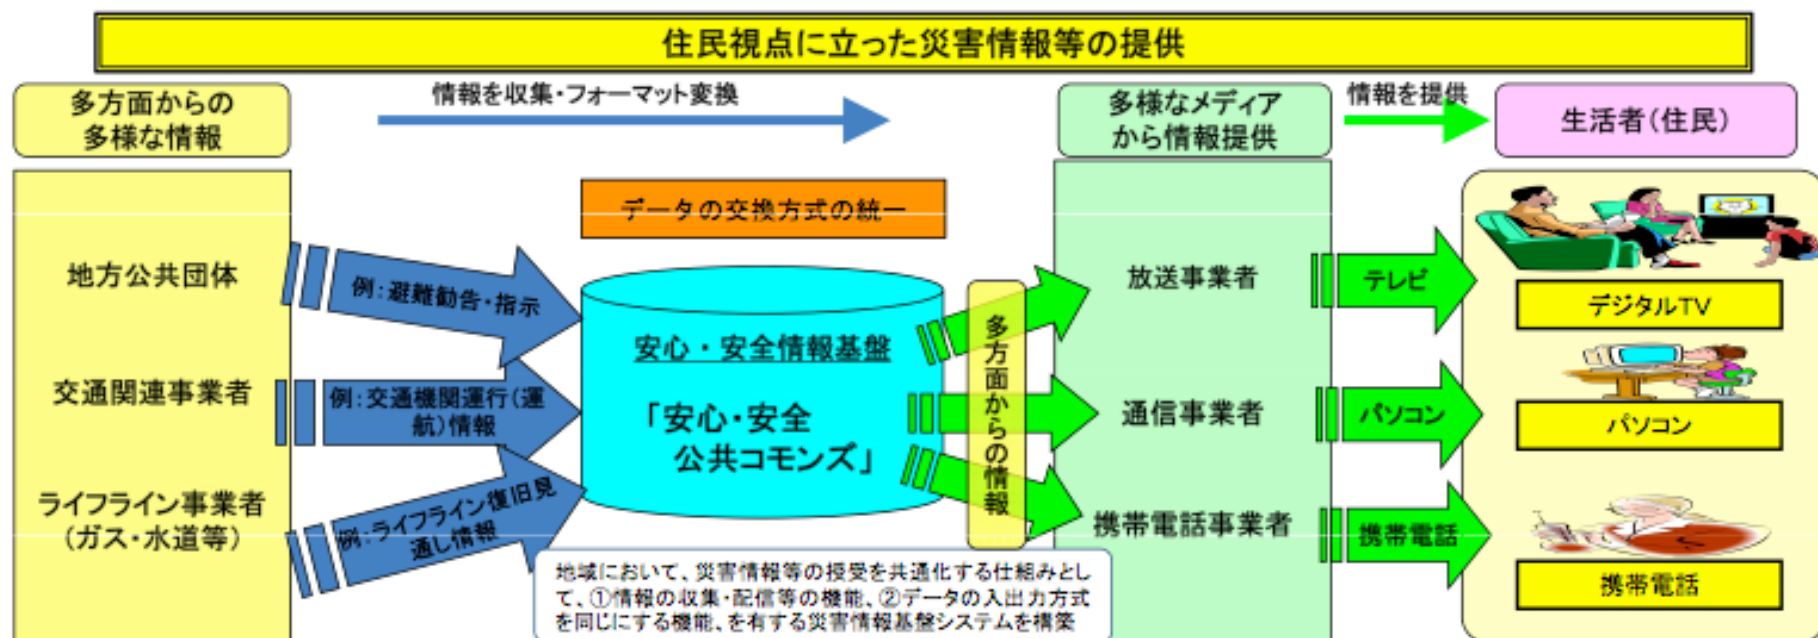 住民視点に立った災害情報等の提供
多方面からの
多様な情報
情報を収集・フォーマット変換
多様なメディア
から情報提供
情報を提供
生活者(住民)
地方公共団体
交通関連事業者
ライフライン事業者
(ガス・水道等)
例:避難勧告・指示
例:交通機関運行(運
航)情報
例:ライフライン復旧見
通し情報
データの交換方式の統一
安心・安全情報基盤
「安心・安全
公共コモンズ」
多方面からの情報
放送事業者
通信事業者
携帯電話事業者
テレビ
パソコン
携帯電話
デジタルTV
パソコン
携帯電話
地域において、災害情報等の授受を共通化する仕組みとし
て、①情報の収集・配信等の機能、②データの入出力方式
を同じにする機能、を有する災害情報基盤システムを構築